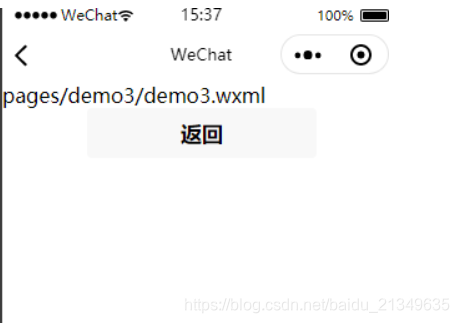 WeChat 15:37 100%
WeChat
pages/demo3/demo3.wxml
返回
https://blog.csdn.net/baidu_21349635